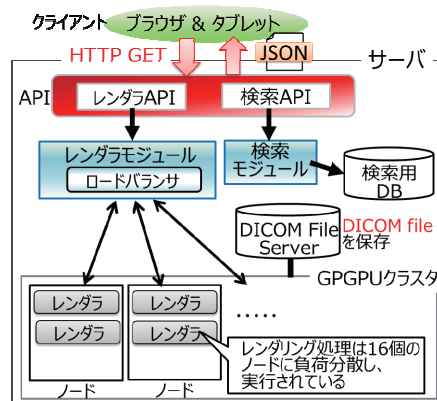 クライアント
ブラウザ & タブレット
HTTP GET
JSON
サーバ
API
レンダラAPI
検索API
レンダラモジュール
ロードバランサ
検索
モジュール
検索用
DB
DICOM File
Server
DICOM file
を保存
GPGPUクラスタ
レンダラ
レンダラ
レンダラ
レンダラ
.....
レンダリング処理は16個の
ノードに負荷分散し、
実行されている
ノード
ノード